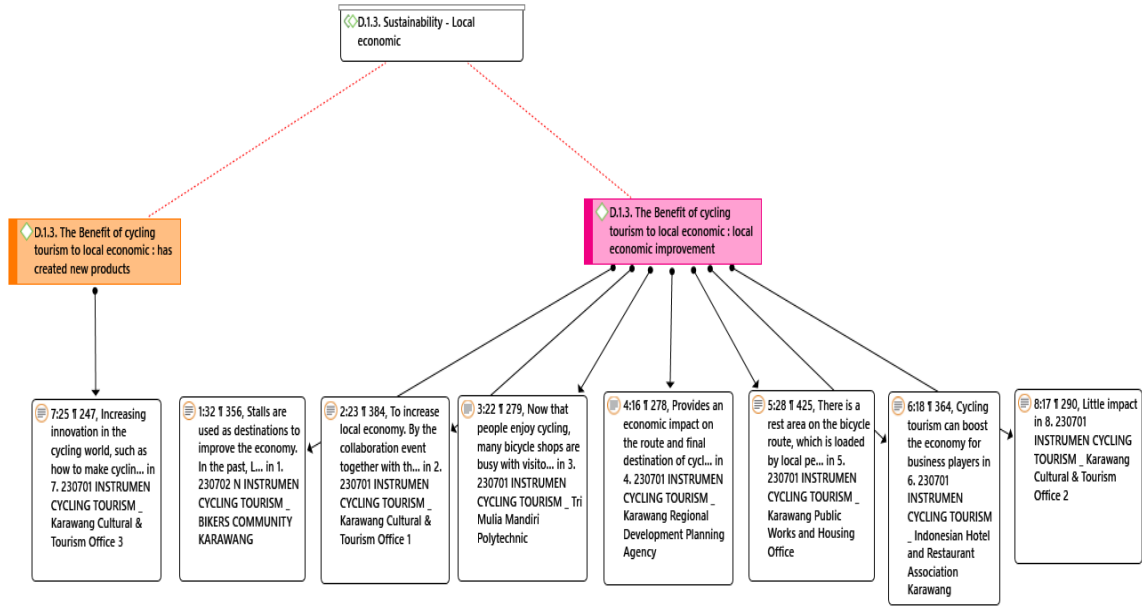 D.1.3. Sustainability - Local
economic
D.1.3. The Benefit of cycling
tourism to local economic : has
created new products
D.1.3. The Benefit of cycling
tourism to local economic : local
economic improvement
7:25 ¶ 247, Increasing
innovation in the
cycling world, such as
how to make cyclin... in
7. 230701 INSTRUMEN
CYCLING TOURISM _
Karawang Cultural &
Tourism Office 3
1:32 ¶ 356, Stalls are
used as destinations to
improve the economy.
In the past, L... in 1.
230702 N INSTRUMEN
CYCLING TOURISM _
BIKERS COMMUNITY
KARAWANG
2:23 ¶ 384, To increase
local economy. By the
collaboration event
together with th... in 2.
230701 INSTRUMEN
CYCLING TOURISM _
Karawang Cultural &
Tourism Office 1
3:22 ¶ 279, Now that
people enjoy cycling,
many bicycle shops are
busy with visito... in 3.
230701 INSTRUMEN
CYCLING TOURISM _ Tri
Mulia Mandiri
Polytechnic
4:16 ¶ 278, Provides an
economic impact on
the route and final
destination of cycl... in
4. 230701 INSTRUMEN
CYCLING TOURISM _
Karawang Regional
Development Planning
Agency
5:28 ¶ 425, There is a
rest area on the bicycle
route, which is loaded
by local pe... in 5.
230701 INSTRUMEN
CYCLING TOURISM _
Karawang Public
Works and Housing
Office
6:18 ¶ 364, Cycling
tourism can boost
the economy for
business players in
6. 230701
INSTRUMEN
CYCLING TOURISM
_ Indonesian Hotel
and Restaurant
Association
Karawang
8:17 ¶ 290, Little impact
in 8. 230701
INSTRUMEN CYCLING
TOURISM _ Karawang
Cultural & Tourism
Office 2